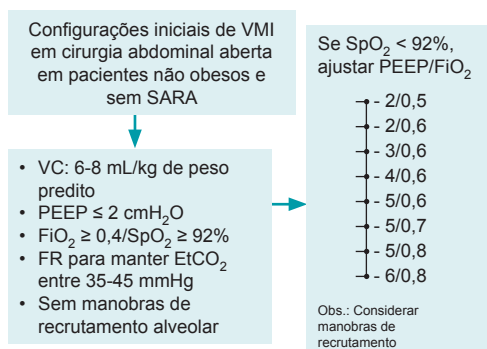 Configurações iniciais de VMI
em cirurgia abdominal aberta
em pacientes não obesos e
sem SARA
• VC: 6-8 mL/kg de peso
predito
• PEEP ≤ 2 cmH₂O
• FiO₂ ≥ 0,4/SpO₂ ≥ 92%
• FR para manter EtCO₂
entre 35-45 mmHg
• Sem manobras de
recrutamento alveolar
Se SpO₂ < 92%,
ajustar PEEP/FiO₂
- 2/0,5
- 2/0,6
- 3/0,6
- 4/0,6
- 5/0,6
- 5/0,7
- 5/0,8
- 6/0,8
Obs.: Considerar
manobras de
recrutamento